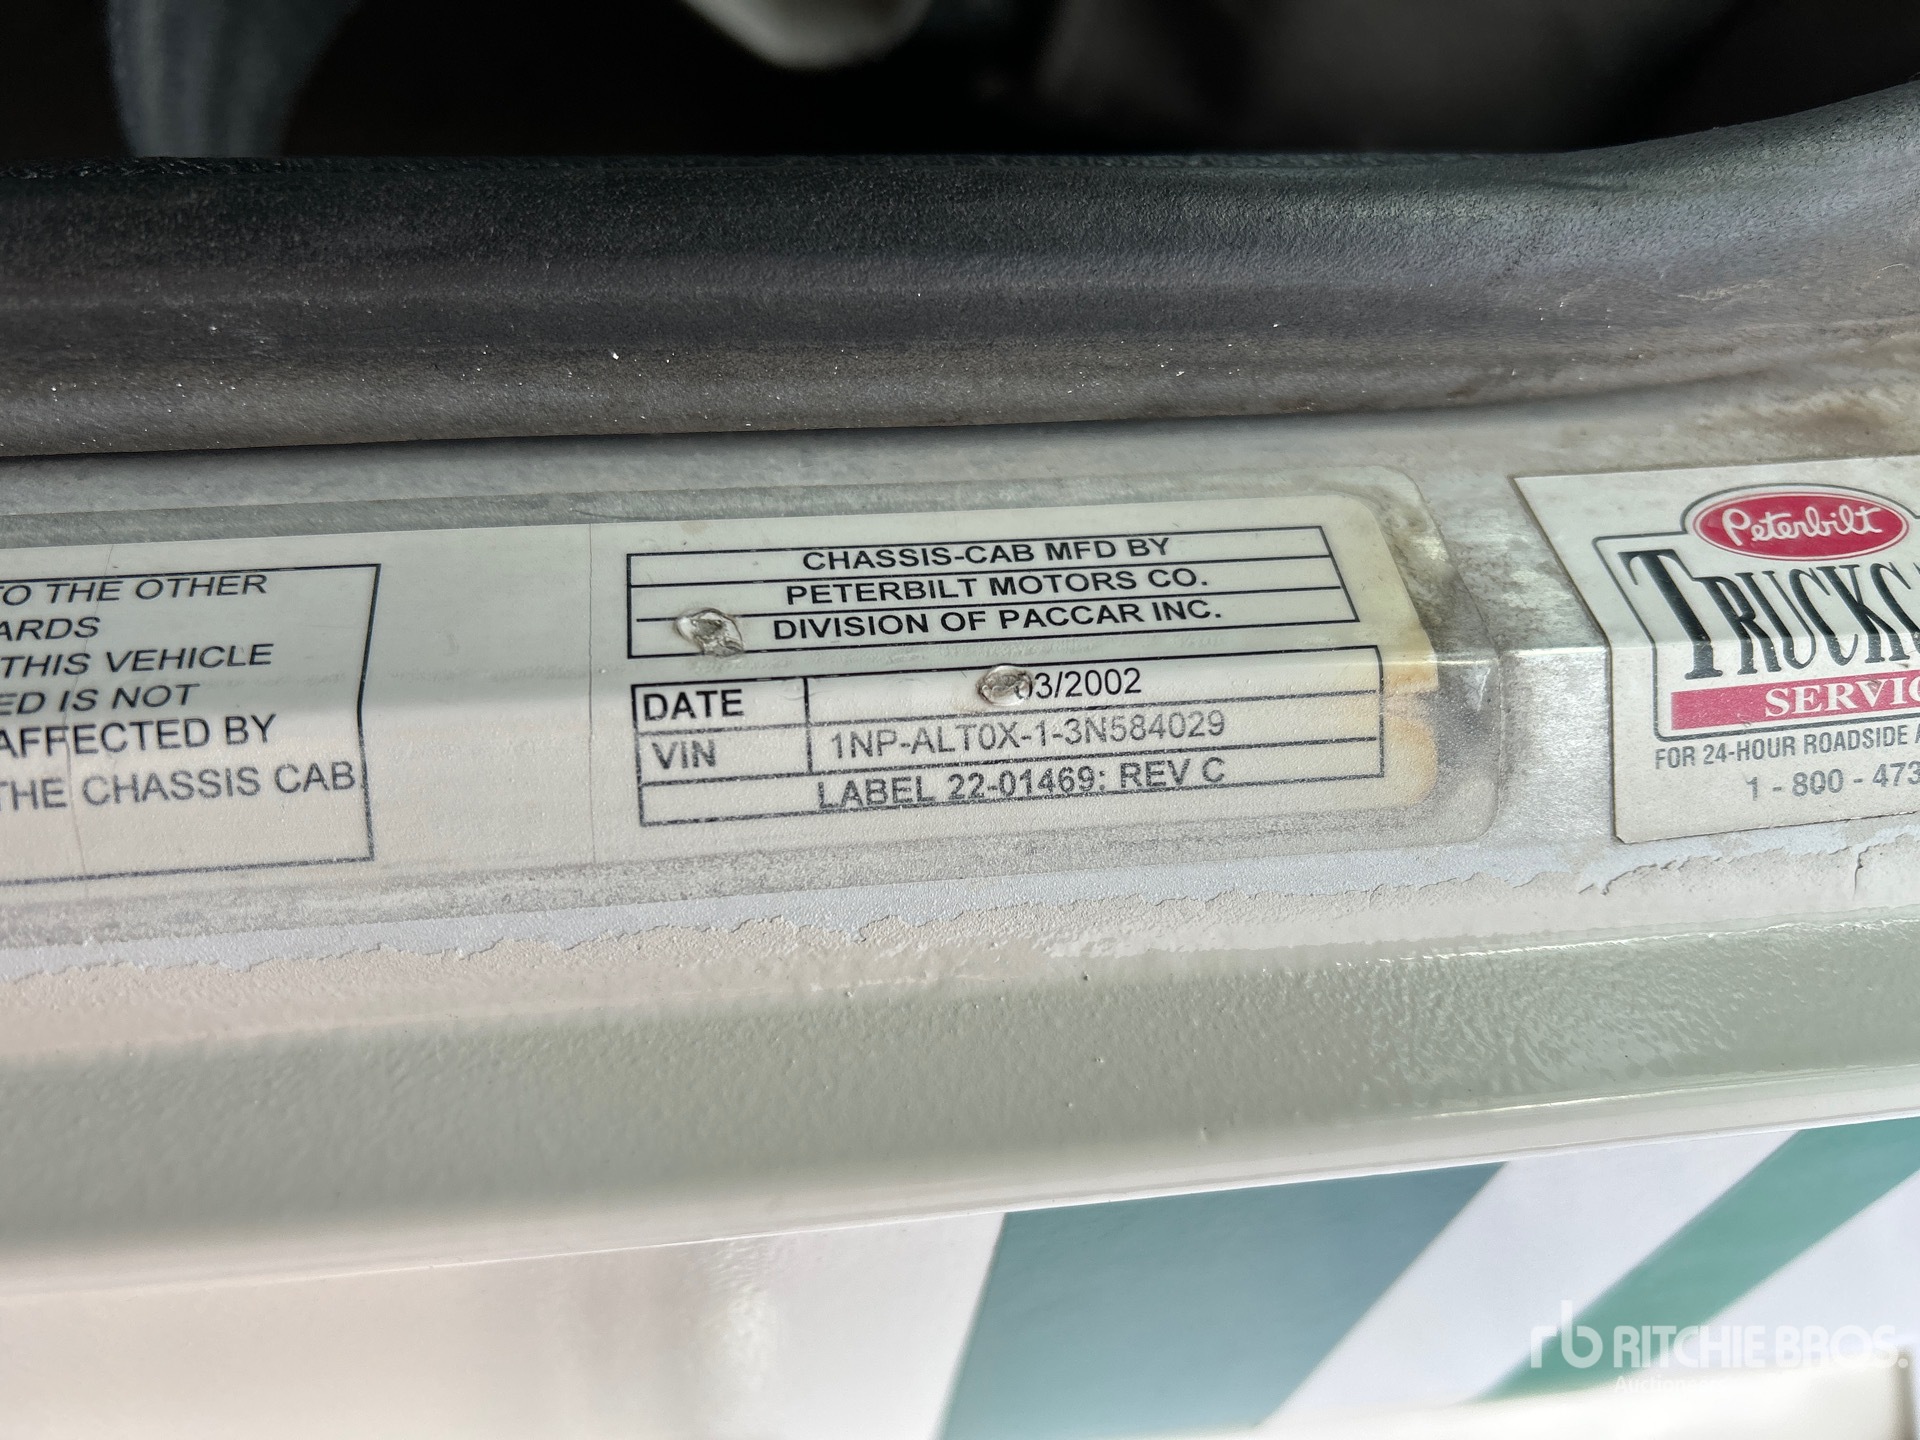 TO THE OTHER
ARDS
THIS VEHICLE
ED IS NOT
AFFECTED BY
THE CHASSIS CAB
CHASSIS-CAB MFD BY
PETERBILT MOTORS CO.
DIVISION OF PACCAR INC.
DATE 03/2002
VIN 1NP-ALT0X-1-3N584029
LABEL 22-01469: REV C
Peterbilt
TRUCKCA
SERVIC
FOR 24-HOUR ROADSIDE A
1 - 800 - 473
rb RITCHIE BROS.